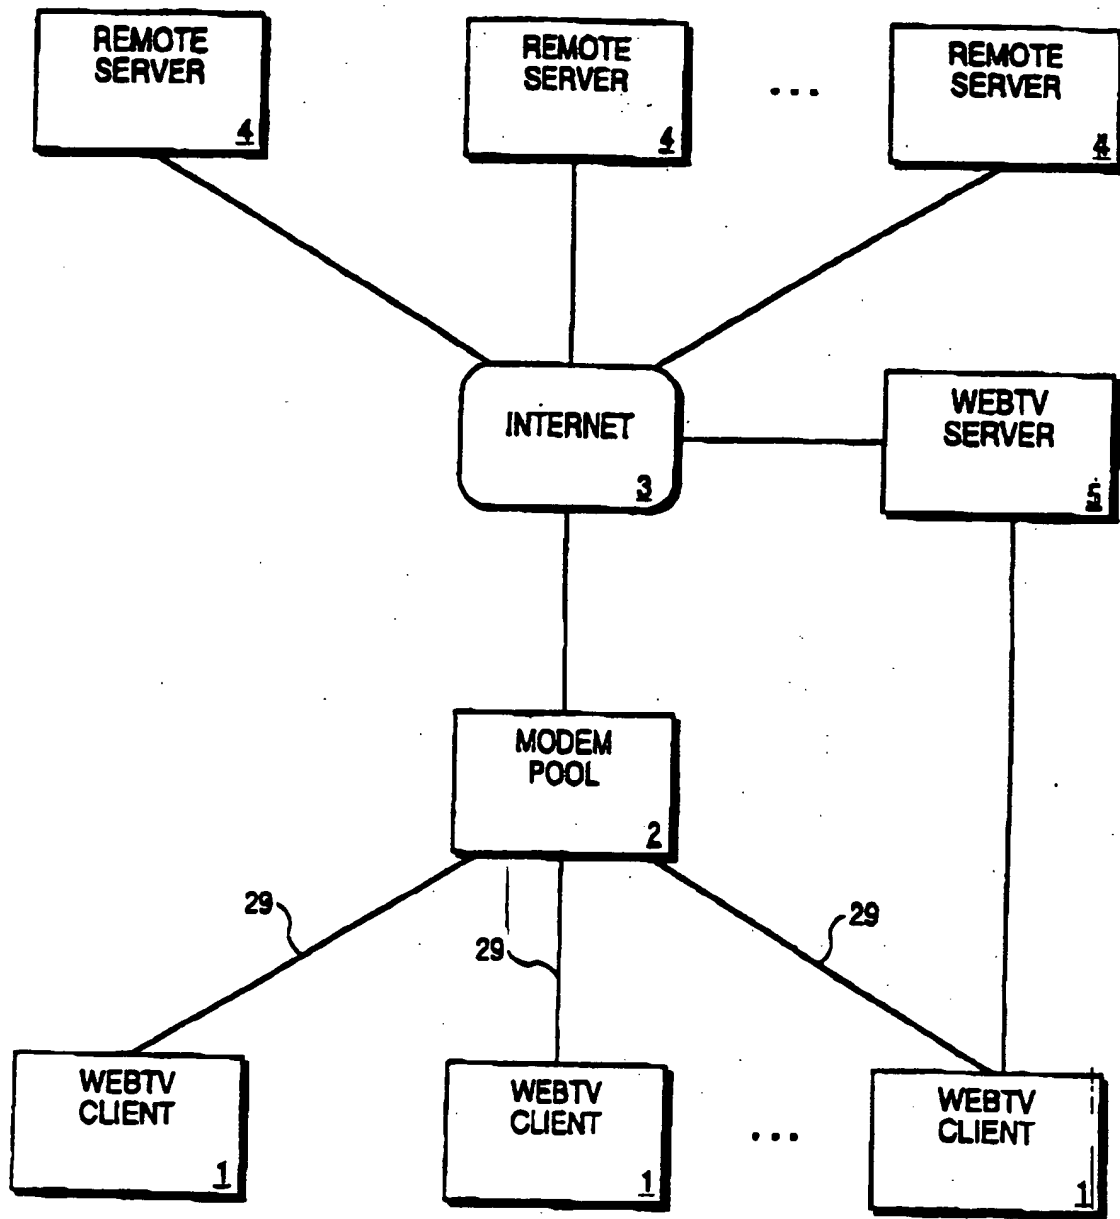 REMOTE
SERVER
4
REMOTE
SERVER
4
...
REMOTE
SERVER
4
INTERNET
3
WEBTV
SERVER
5
MODEM
POOL
2
29
29
29
WEBTV
CLIENT
1
WEBTV
CLIENT
1
...
WEBTV
CLIENT
1